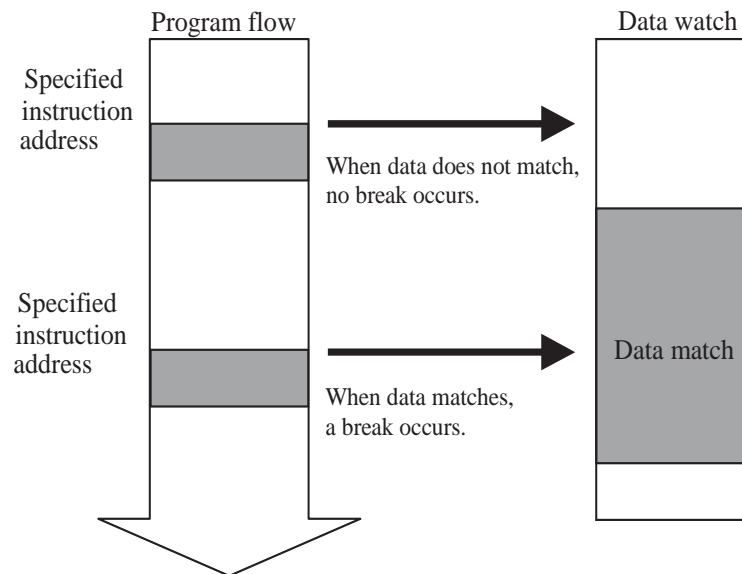 Program flow
Data watch
Specified
instruction
address
When data does not match,
no break occurs.
Specified
instruction
address
Data match
When data matches,
a break occurs.